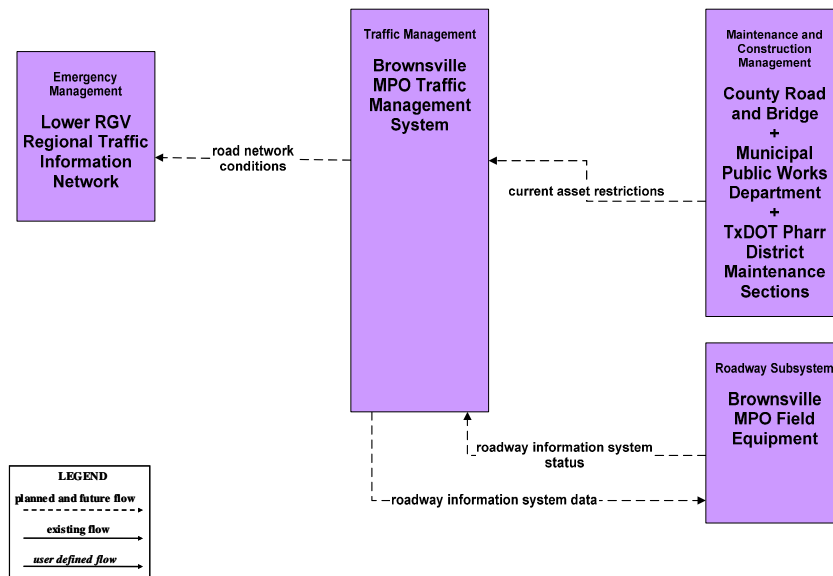 Emergency
Management
Lower RGV
Regional Traffic
Information
Network
road network
conditions
Traffic Management
Brownsville
MPO Traffic
Management
System
current asset restrictions
Maintenance and
Construction
Management
County Road
and Bridge
+
Municipal
Public Works
Department
+
TxDOT Pharr
District
Maintenance
Sections
Roadway Subsystem
Brownsville
MPO Field
Equipment
roadway information system
status
roadway information system data
LEGEND
planned and future flow
existing flow
user defined flow